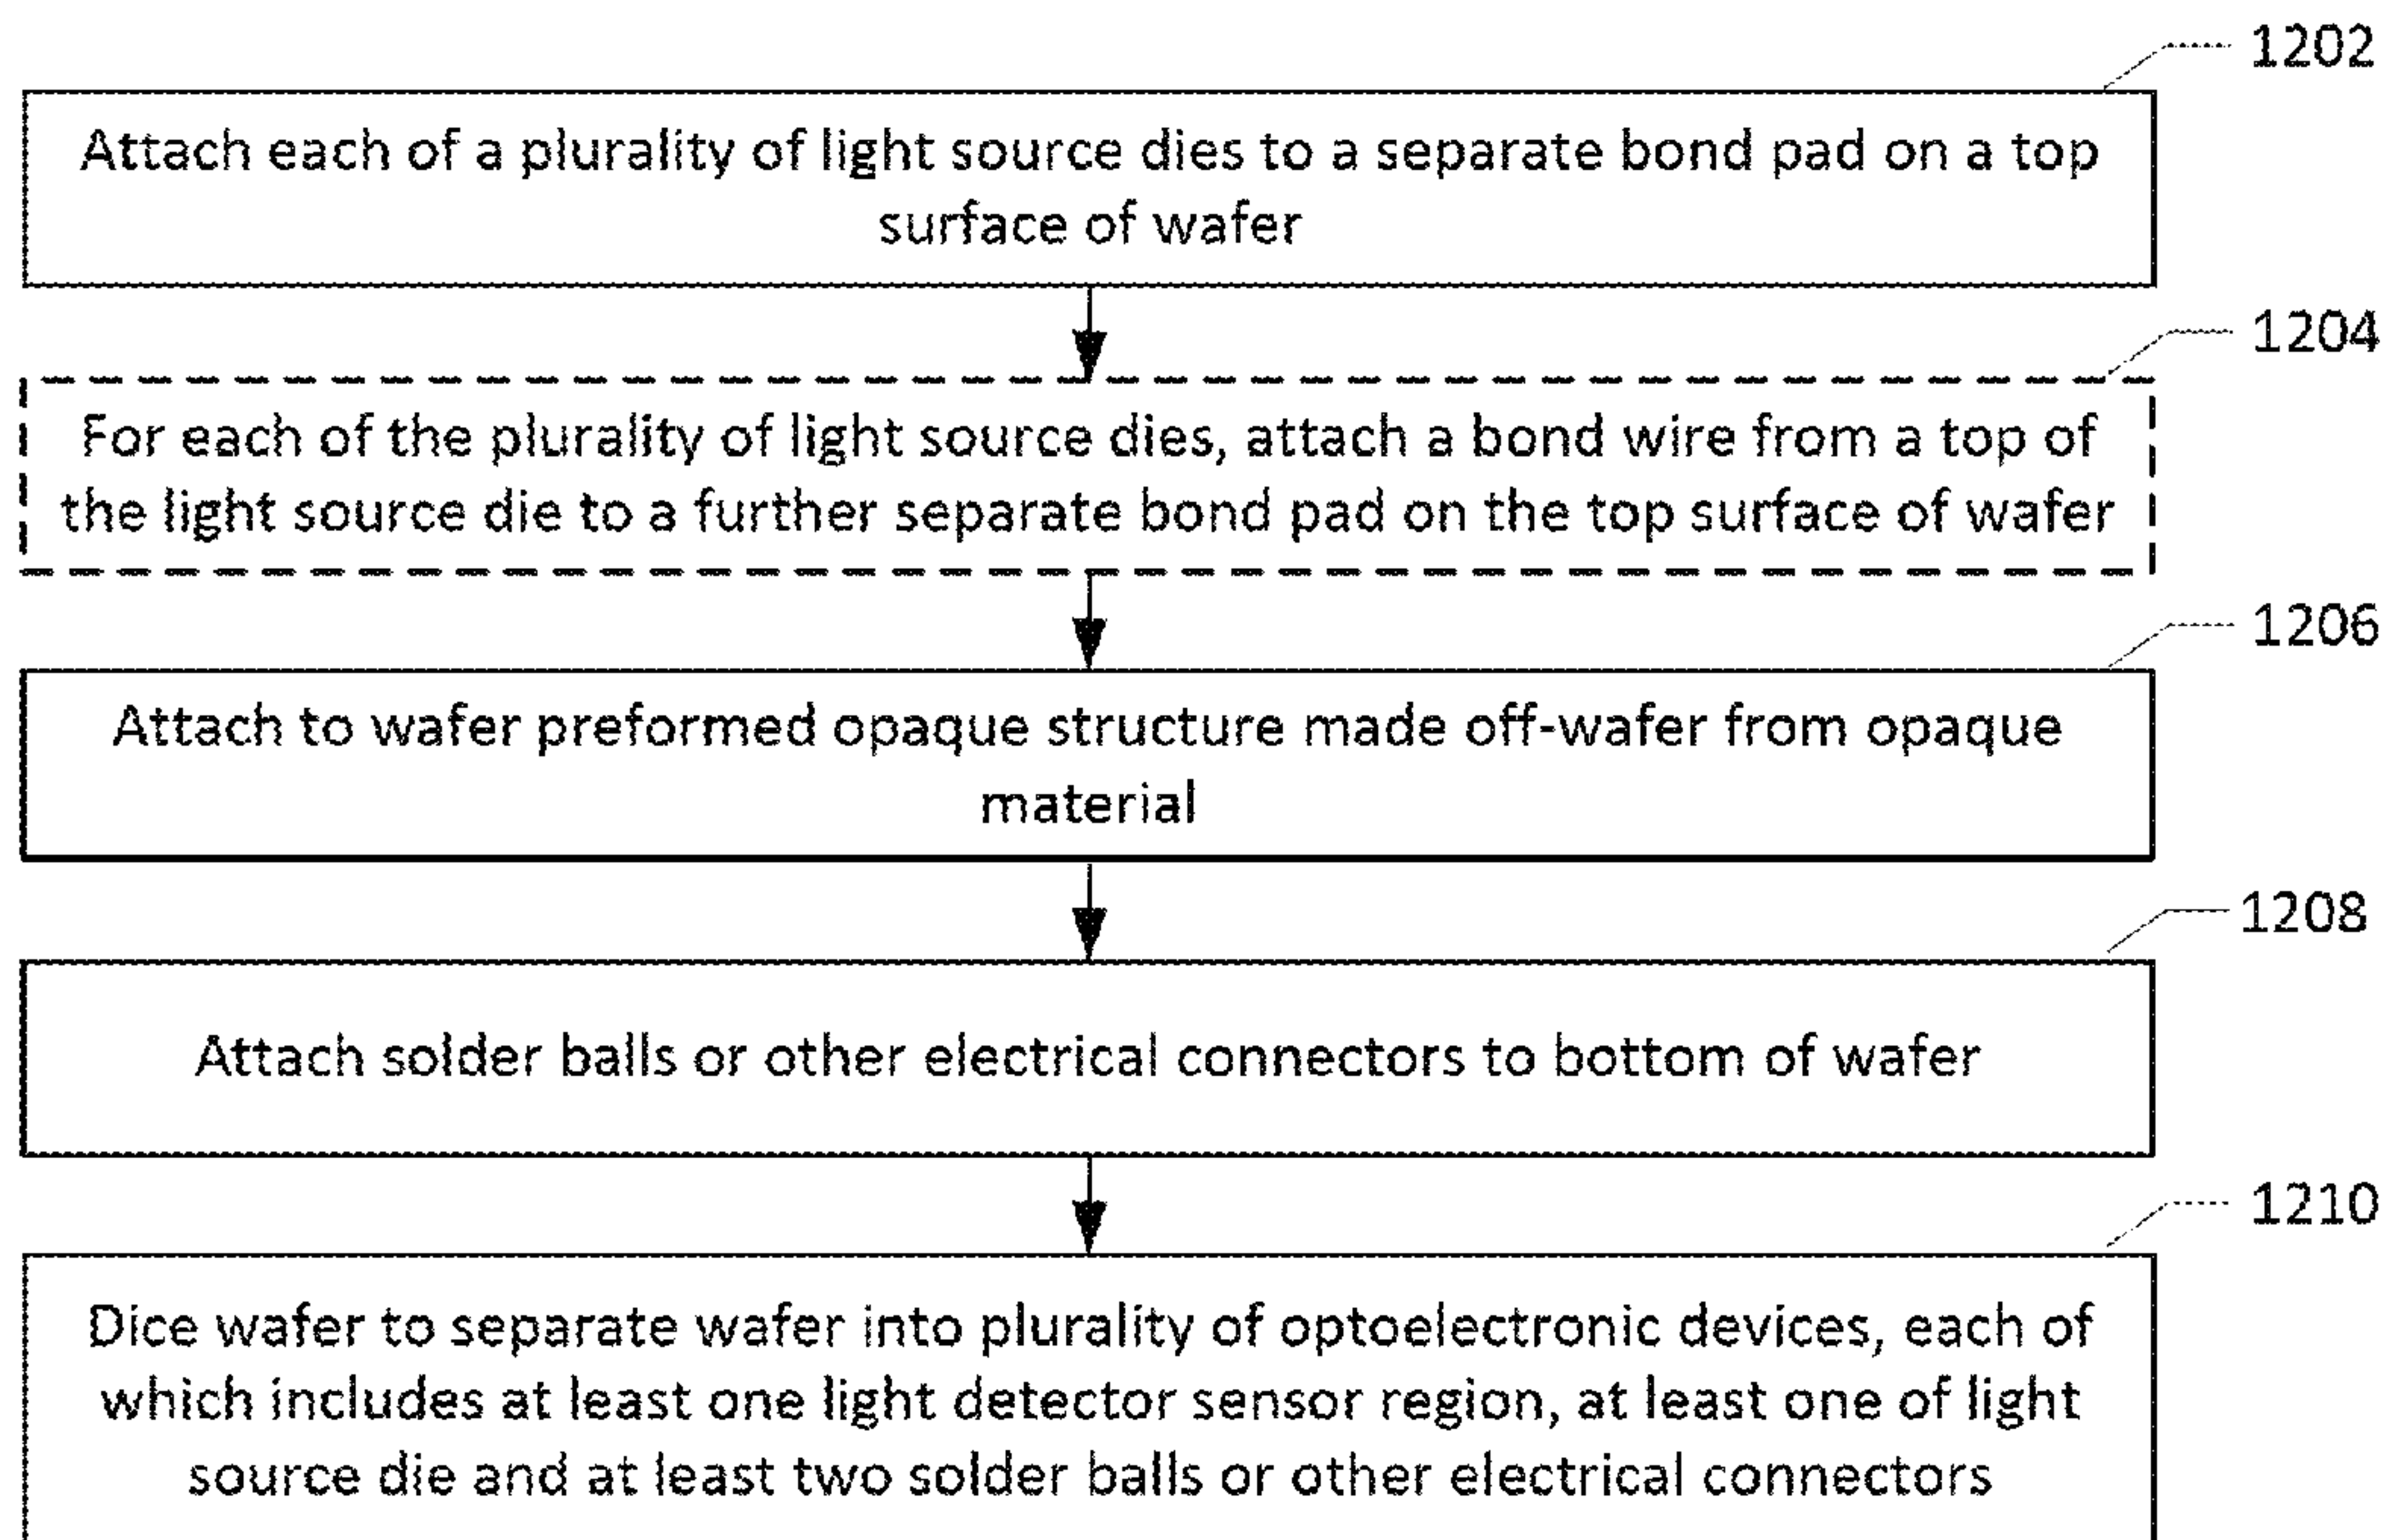 1202
Attach each of a plurality of light source dies to a separate bond pad on a top
surface of wafer
1204
For each of the plurality of light source dies, attach a bond wire from a top of
the light source die to a further separate bond pad on the top surface of wafer
1206
Attach to wafer preformed opaque structure made off-wafer from opaque
material
1208
Attach solder balls or other electrical connectors to bottom of wafer
1210
Dice wafer to separate wafer into plurality of optoelectronic devices, each of
which includes at least one light detector sensor region, at least one of light
source die and at least two solder balls or other electrical connectors